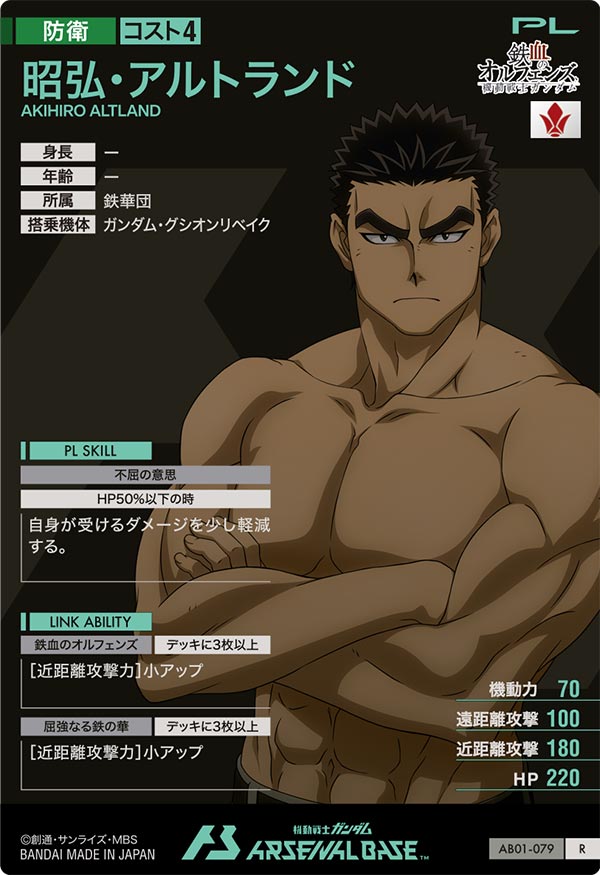 防衛 コスト4 PL
昭弘・アルトランド
AKIHIRO ALTLAND
鉄血の
オルフェンズ
機動戦士ガンダム
身長 ー
年齢 ー
所属 鉄華団
搭乗機体 ガンダム・グシオンリベイク
PL SKILL
不屈の意思
HP50%以下の時
自身が受けるダメージを少し軽減
する。
LINK ABILITY
鉄血のオルフェンズ デッキに3枚以上
[近距離攻撃力]小アップ
屈強なる鉄の華 デッキに3枚以上
[近距離攻撃力]小アップ
機動力 70
遠距離攻撃 100
近距離攻撃 180
HP 220
©創通・サンライズ・MBS
BANDAI MADE IN JAPAN
機動戦士ガンダム
ARSENAL BASE™
AB01-079 R